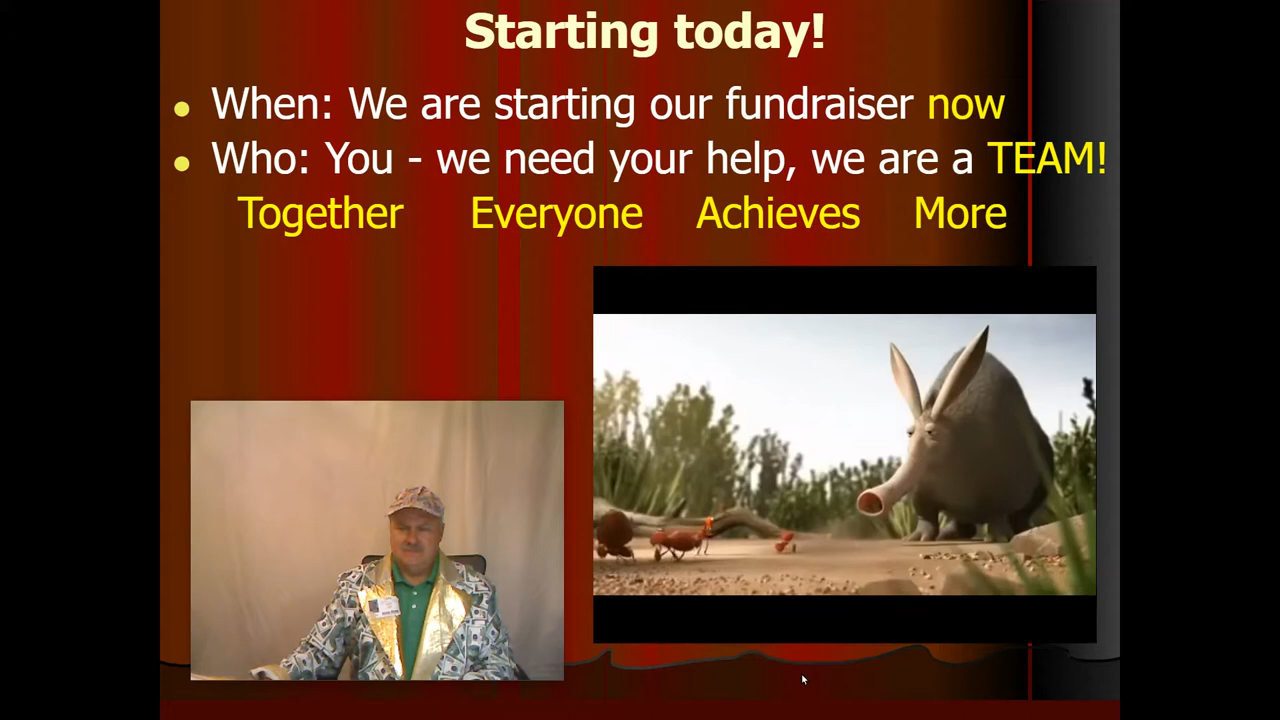 Starting today!
When: We are starting our fundraiser now
Who: You - we need your help, we are a TEAM!
Together Everyone Achieves More